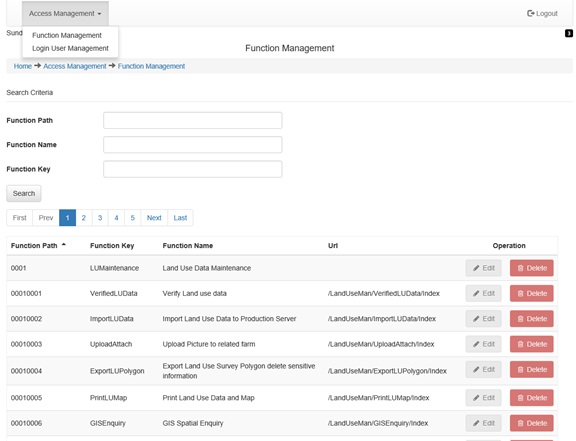 Access Management
Logout
Function Management
Login User Management
Sund
3
Function Management
Home → Access Management → Function Management
Search Criteria
Function Path
Function Name
Function Key
Search
First Prev 1 2 3 4 5 Next Last
Function Path Function Key Function Name Url Operation
0001 LUMaintenance Land Use Data Maintenance Edit Delete
00010001 VerifiedLUData Verify Land use data /LandUseMan/VerifiedLUData/Index Edit Delete
00010002 ImportLUData Import Land Use Data to Production Server /LandUseMan/ImportLUData/Index Edit Delete
00010003 UploadAttach Upload Picture to related farm /LandUseMan/UploadAttach/Index Edit Delete
00010004 ExportLUPolygon Export Land Use Survey Polygon delete sensitive
information /LandUseMan/ExportLUPolygon/Index Edit Delete
00010005 PrintLUMap Print Land Use Data and Map /LandUseMan/PrintLUMap/Index Edit Delete
00010006 GISEnquiry GIS Spatial Enquiry /LandUseMan/GISEnquiry/Index Edit Delete